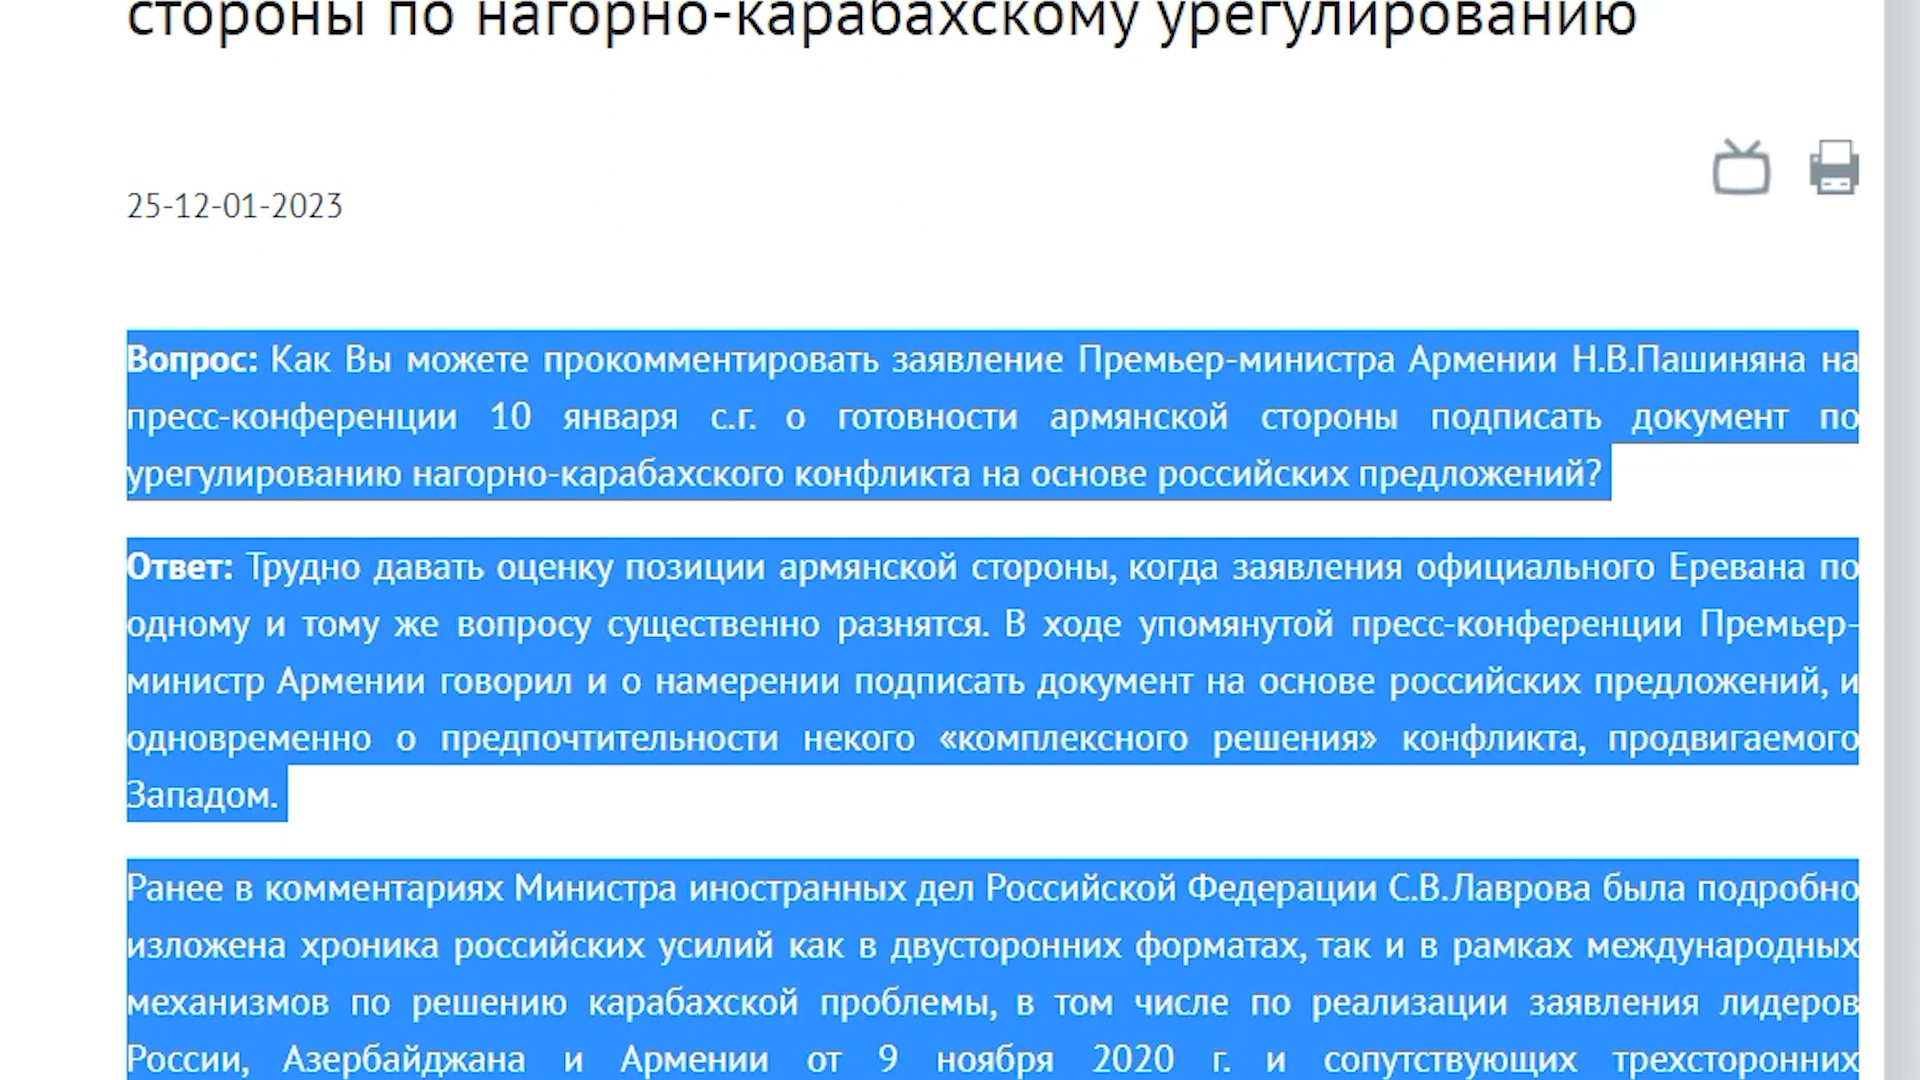 стороны по нагорно-карабахскому урегулированию
25-12-01-2023
Вопрос: Как Вы можете прокомментировать заявление Премьер-министра Армении Н.В.Пашиняна на
пресс-конференции 10 января с.г. о готовности армянской стороны подписать документ по
урегулированию нагорно-карабахского конфликта на основе российских предложений?
Ответ: Трудно давать оценку позиции армянской стороны, когда заявления официального Еревана по
одному и тому же вопросу существенно разнятся. В ходе упомянутой пресс-конференции Премьер-
министр Армении говорил и о намерении подписать документ на основе российских предложений, и
одновременно о предпочтительности некого «комплексного решения» конфликта, продвигаемого
Западом.
Ранее в комментариях Министра иностранных дел Российской Федерации С.В.Лаврова была подробно
изложена хроника российских усилий как в двусторонних форматах, так и в рамках международных
механизмов по решению карабахской проблемы, в том числе по реализации заявления лидеров
России, Азербайджана и Армении от 9 ноября 2020 г. и сопутствующих трехсторонних